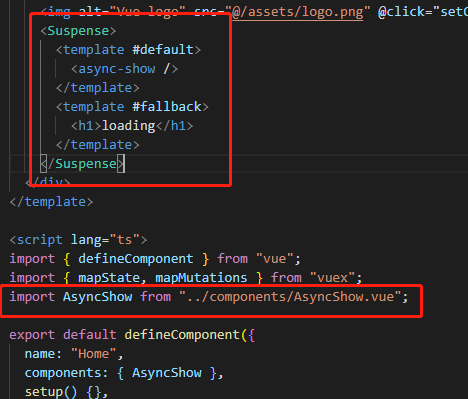 <img alt="Vue logo" src="@/assets/logo.png" @click="setC
<Suspense>
<template #default>
<async-show />
</template>
<template #fallback>
<h1>loading</h1>
</template>
</Suspense>
</div>
</template>
<script lang="ts">
import { defineComponent } from "vue";
import { mapState, mapMutations } from "vuex";
import AsyncShow from "../components/AsyncShow.vue";
export default defineComponent({
name: "Home",
components: { AsyncShow },
setup() {},